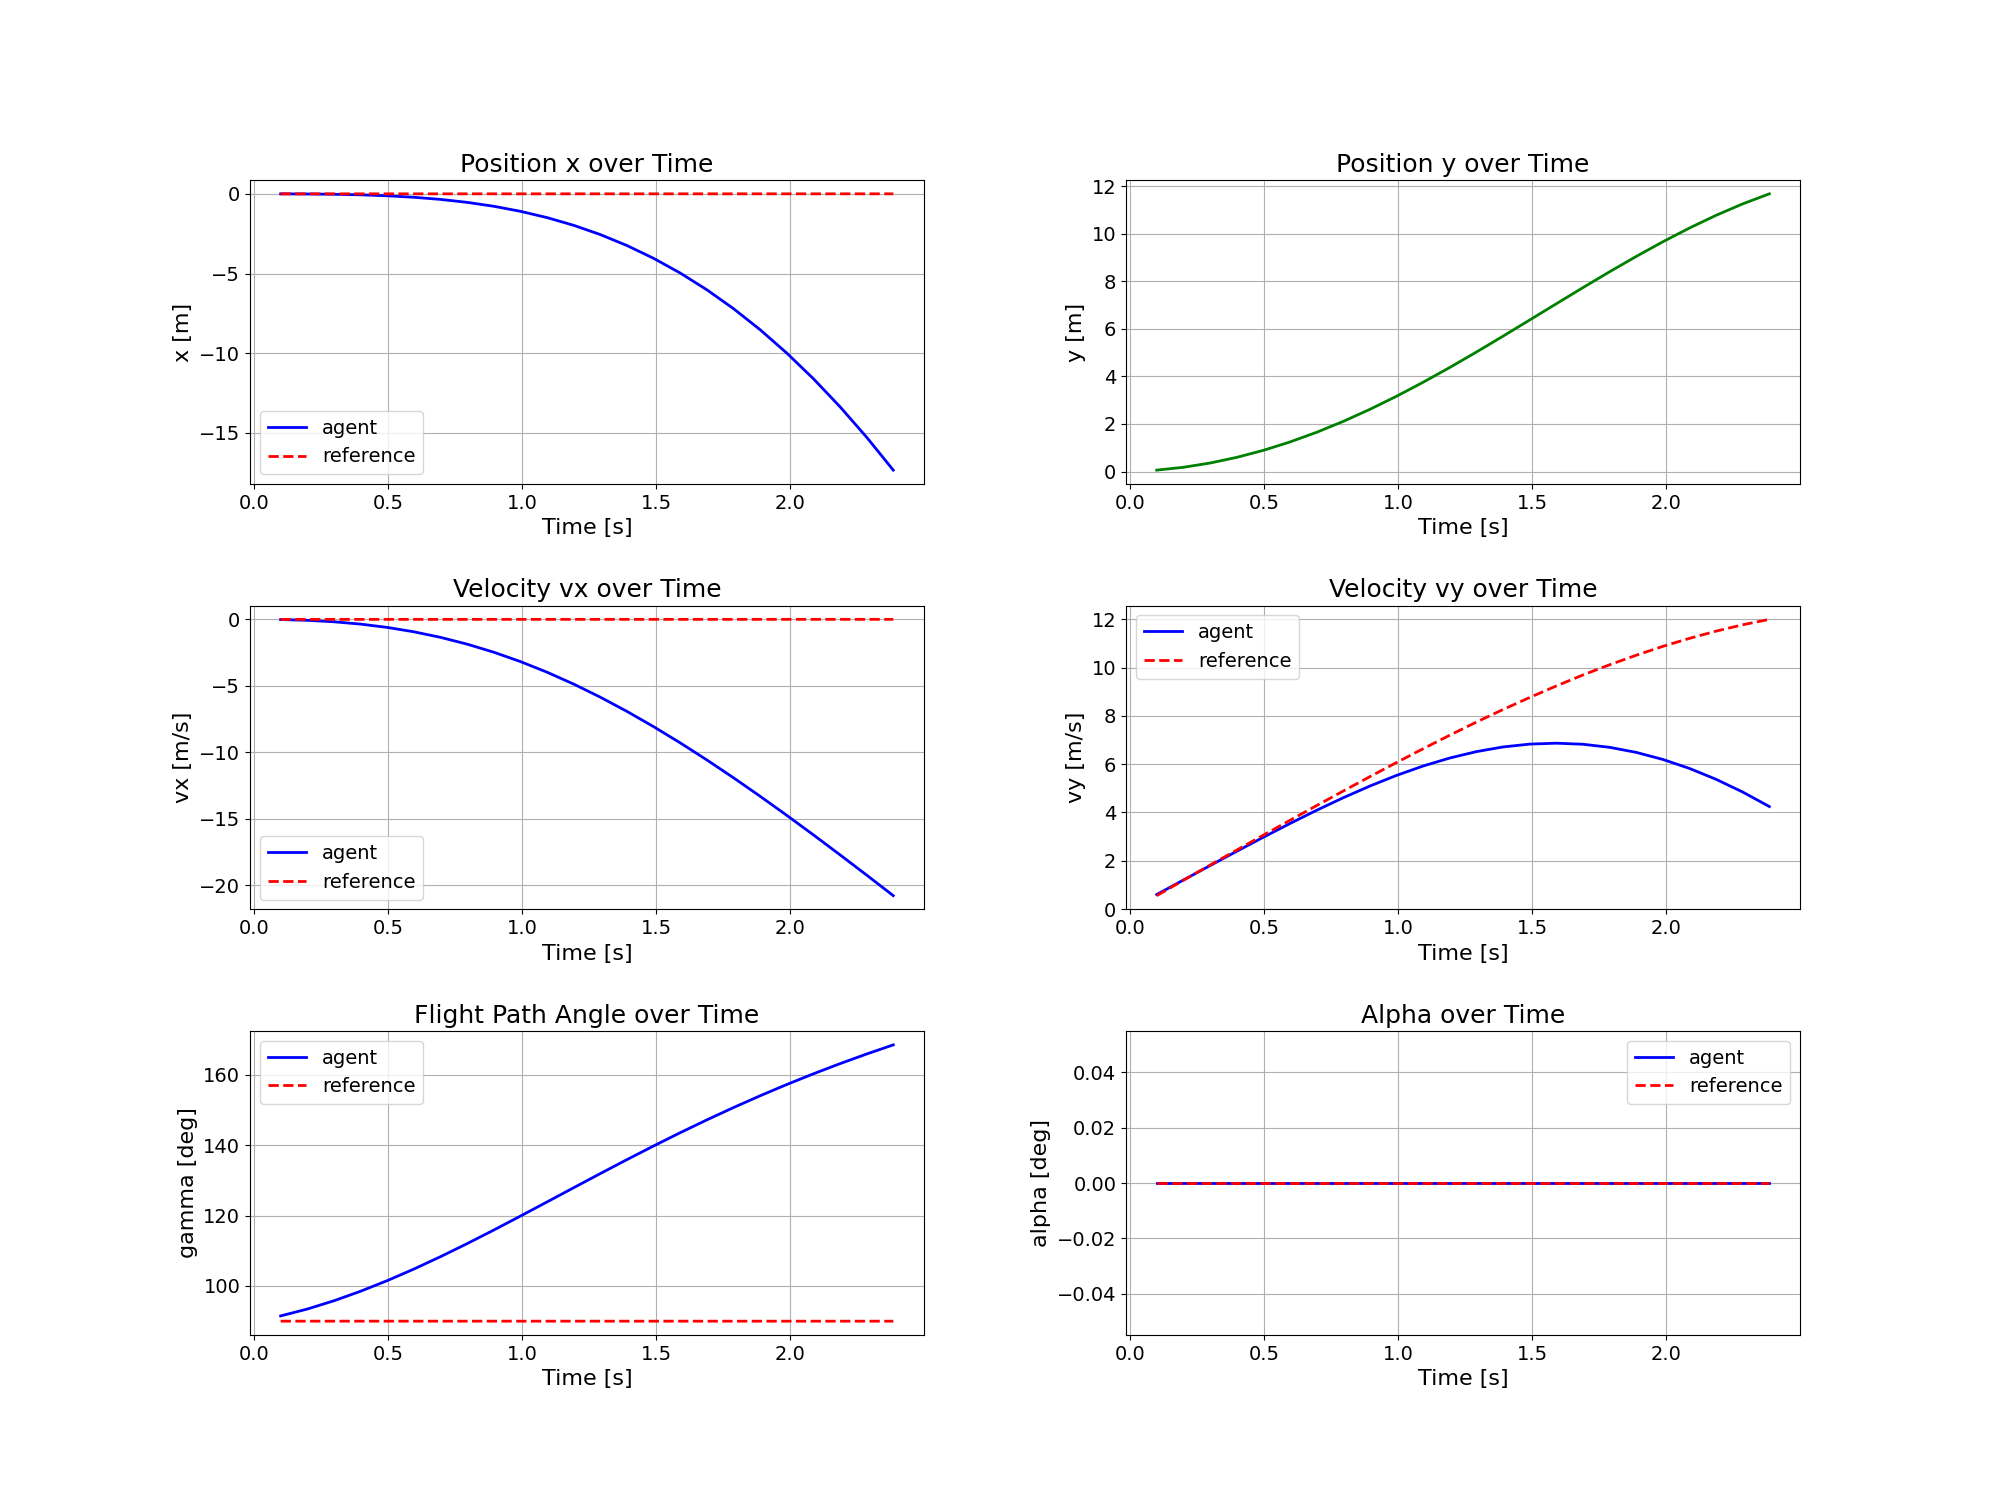 Position x over Time
0
−5
−10
−15
x [m]
agent
reference
0.0 0.5 1.0 1.5 2.0
Time [s]
Position y over Time
12
10
8
6
4
2
0
y [m]
0.0 0.5 1.0 1.5 2.0
Time [s]
Velocity vx over Time
0
−5
−10
−15
−20
vx [m/s]
agent
reference
0.0 0.5 1.0 1.5 2.0
Time [s]
Velocity vy over Time
12
10
8
6
4
2
0
vy [m/s]
agent
reference
0.0 0.5 1.0 1.5 2.0
Time [s]
Flight Path Angle over Time
160
140
120
100
gamma [deg]
agent
reference
0.0 0.5 1.0 1.5 2.0
Time [s]
Alpha over Time
0.04
0.02
0.00
−0.02
−0.04
alpha [deg]
agent
reference
0.0 0.5 1.0 1.5 2.0
Time [s]